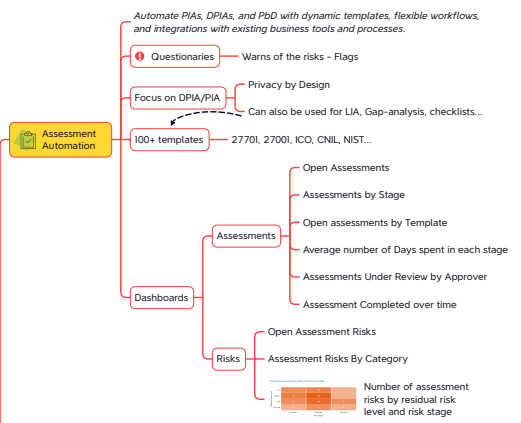 Automate PIAs, DPIAs, and PbD with dynamic templates, flexible workflows,
and integrations with existing business tools and processes.
Questionaries
Warns of the risks - Flags
Focus on DPIA/PIA
Privacy by Design
Can also be used for LIA, Gap-analysis, checklists...
Assessment
Automation
100+ templates
27701, 27001, ICO, CNIL, NIST...
Open Assessments
Assessments by Stage
Open assessments by Template
Assessments
Average number of Days spent in each stage
Assessments Under Review by Approver
Assessment Completed over time
Dashboards
Open Assessment Risks
Risks
Assessment Risks By Category
Number of assessment
risks by residual risk
level and risk stage